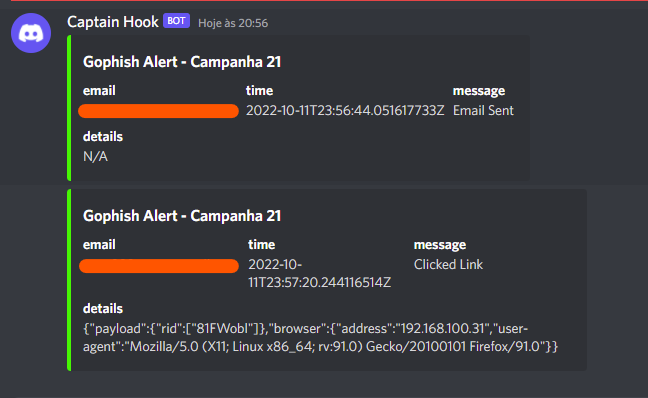 Captain Hook BOT Hoje às 20:56
Gophish Alert - Campanha 21
email time message
2022-10-11T23:56:44.051617733Z Email Sent
details
N/A
Gophish Alert - Campanha 21
email time message
2022-10- Clicked Link
11T23:57:20.244116514Z
details
{"payload":{"rid":["81FWobl"]},"browser":{"address":"192.168.100.31","user-
agent":"Mozilla/5.0 (X11; Linux x86_64; rv:91.0) Gecko/20100101 Firefox/91.0"}}